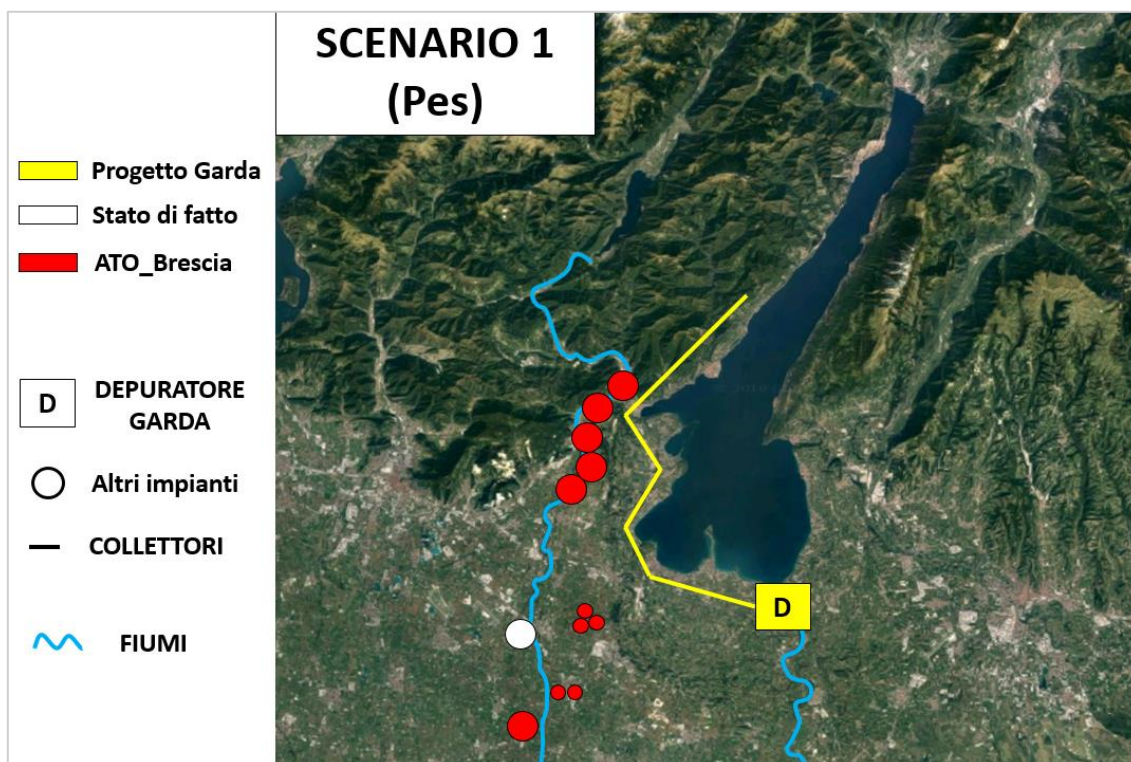 SCENARIO 1
(Pes)
Progetto Garda
Stato di fatto
ATO_Brescia
D
DEPURATORE
GARDA
Altri impianti
COLLETTORI
FIUMI
D